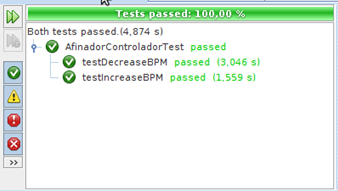 Tests passed: 100,00 %
Both tests passed.(4,874 s)
AfinadorControladorTest passed
testDecreaseBPM passed (3,046 s)
testIncreaseBPM passed (1,559 s)
>>